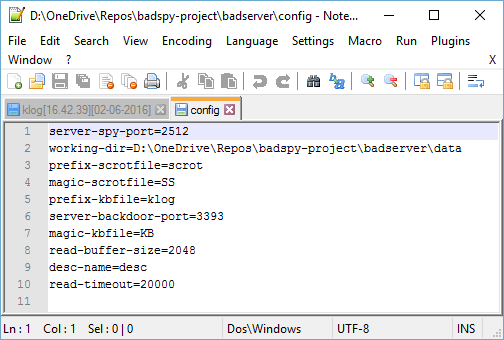 D:\OneDrive\Repos\badspy-project\badserver\config - Note...
File Edit Search View Encoding Language Settings Macro Run Plugins
Window ? X
klog[16.42.39][02-06-2016] config
1 server-spy-port=2512
2 working-dir=D:\OneDrive\Repos\badspy-project\badserver\data
3 prefix-scrotfile=scrot
4 magic-scrotfile=SS
5 prefix-kbfile=klog
6 server-backdoor-port=3393
7 magic-kbfile=KB
8 read-buffer-size=2048
9 desc-name=desc
10 read-timeout=20000
11
Ln : 1 Col : 1 Sel : 0 | 0 Dos\Windows UTF-8 INS